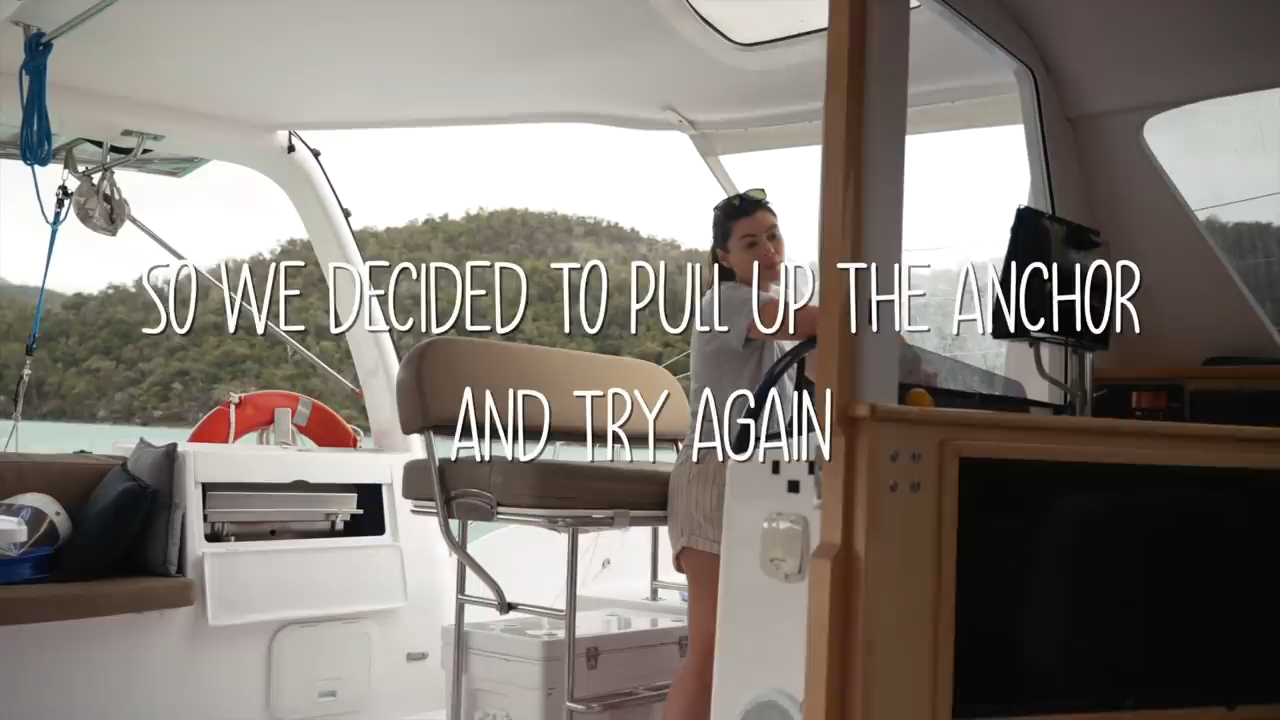 SO WE DECIDED TO PULL UP THE ANCHOR
AND TRY AGAIN